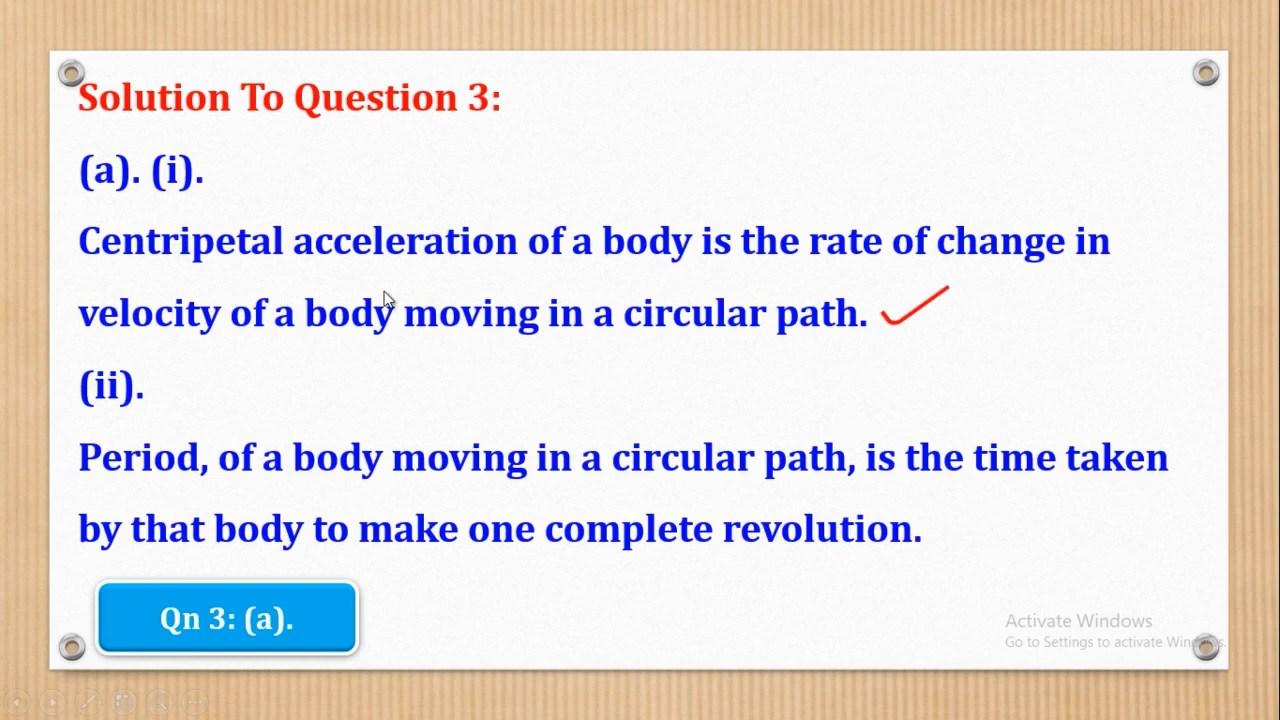 Solution To Question 3:
(a). (i).
Centripetal acceleration of a body is the rate of change in
velocity of a body moving in a circular path.
(ii).
Period, of a body moving in a circular path, is the time taken
by that body to make one complete revolution.
Qn 3: (a).
Activate Windows
Go to Settings to activate Windows.